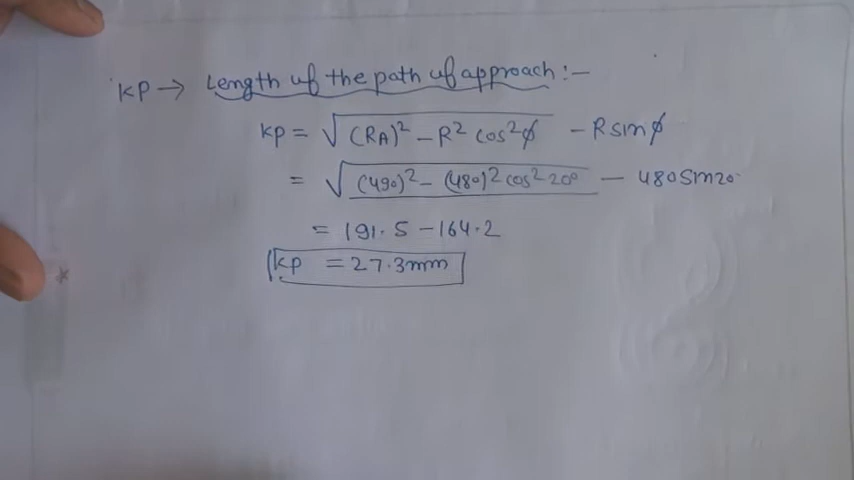 KP → Length of the path of approach :-
KP = √(RA)² - R² cos²ϕ - R sin ϕ
= √(490)² - (480)² cos² 20° - 480 sin 20°
= 191.5 - 164.2
KP = 27.3mm